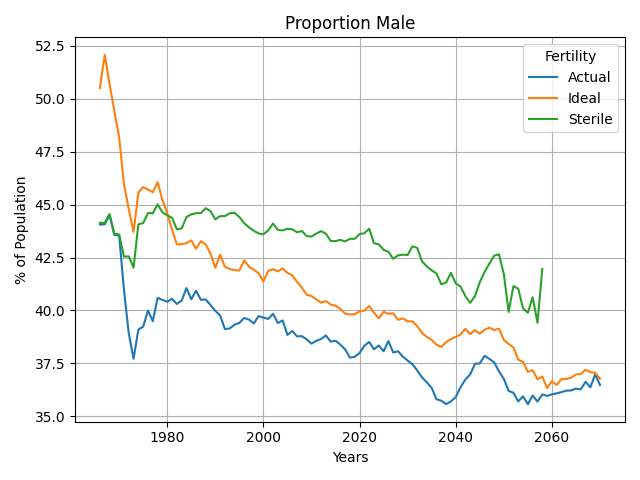 Proportion Male
% of Population
52.5
50.0
47.5
45.0
42.5
40.0
37.5
35.0
Fertility
Actual
Ideal
Sterile
1980 2000 2020 2040 2060
Years